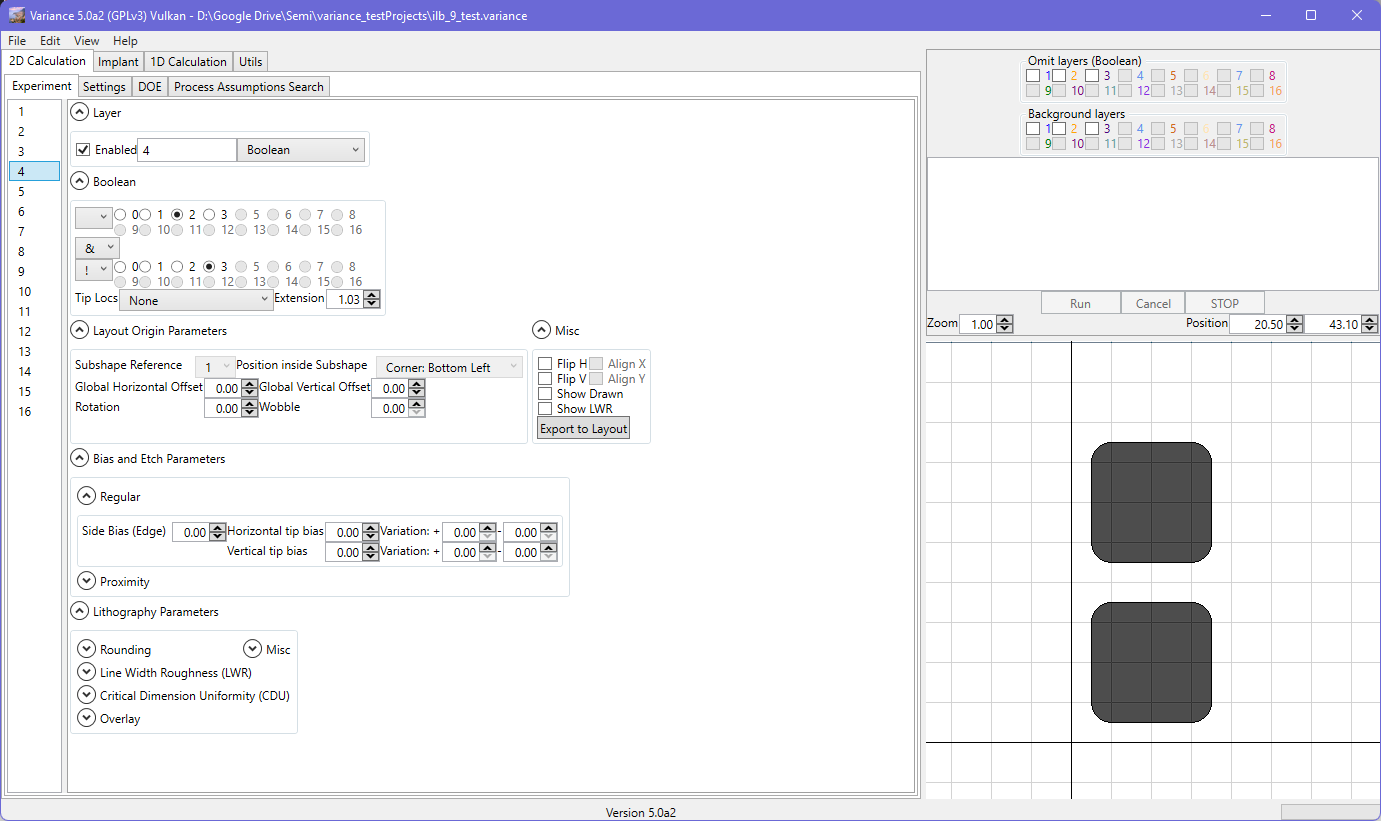 Variance 5.0a2 (GPLv3) Vulkan - D:\Google Drive\Semi\variance_testProjects\ilb_9_test.variance
File Edit View Help
2D Calculation Implant 1D Calculation Utils
Experiment Settings DOE Process Assumptions Search
1
2
3
4
5
6
7
8
9
10
11
12
13
14
15
16
Layer
Enabled 4 Boolean
Boolean
0 1 2 3 5 6 7 8
9 10 11 12 13 14 15 16
&
! 0 1 2 3 5 6 7 8
9 10 11 12 13 14 15 16
Tip Locs None Extension 1.03
Layout Origin Parameters
Subshape Reference 1 Position inside Subshape Corner: Bottom Left
Global Horizontal Offset 0.00 Global Vertical Offset 0.00
Rotation 0.00 Wobble 0.00
Misc
Flip H Align X
Flip V Align Y
Show Drawn
Show LWR
Export to Layout
Bias and Etch Parameters
Regular
Side Bias (Edge) 0.00 Horizontal tip bias 0.00 Variation: + 0.00 - 0.00
Vertical tip bias 0.00 Variation: + 0.00 - 0.00
Proximity
Lithography Parameters
Rounding Misc
Line Width Roughness (LWR)
Critical Dimension Uniformity (CDU)
Overlay
Omit layers (Boolean)
1 2 3 4 5 6 7 8
9 10 11 12 13 14 15 16
Background layers
1 2 3 4 5 6 7 8
9 10 11 12 13 14 15 16
Run Cancel STOP
Zoom 1.00 Position 20.50 43.10
Version 5.0a2